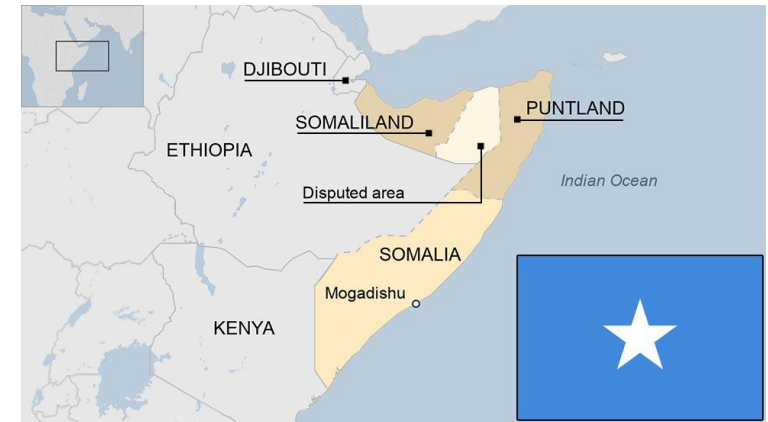 DJIBOUTI
PUNTLAND
SOMALILAND
ETHIOPIA
Disputed area
Indian Ocean
SOMALIA
Mogadishu
KENYA